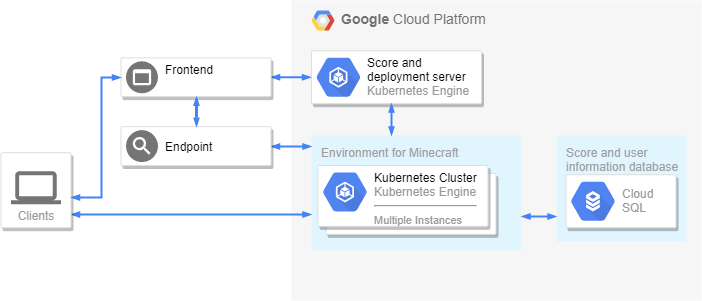 Google Cloud Platform
Frontend
Score and
deployment server
Kubernetes Engine
Endpoint
Environment for Minecraft
Kubernetes Cluster
Kubernetes Engine
Multiple Instances
Score and user
information database
Cloud
SQL
Clients